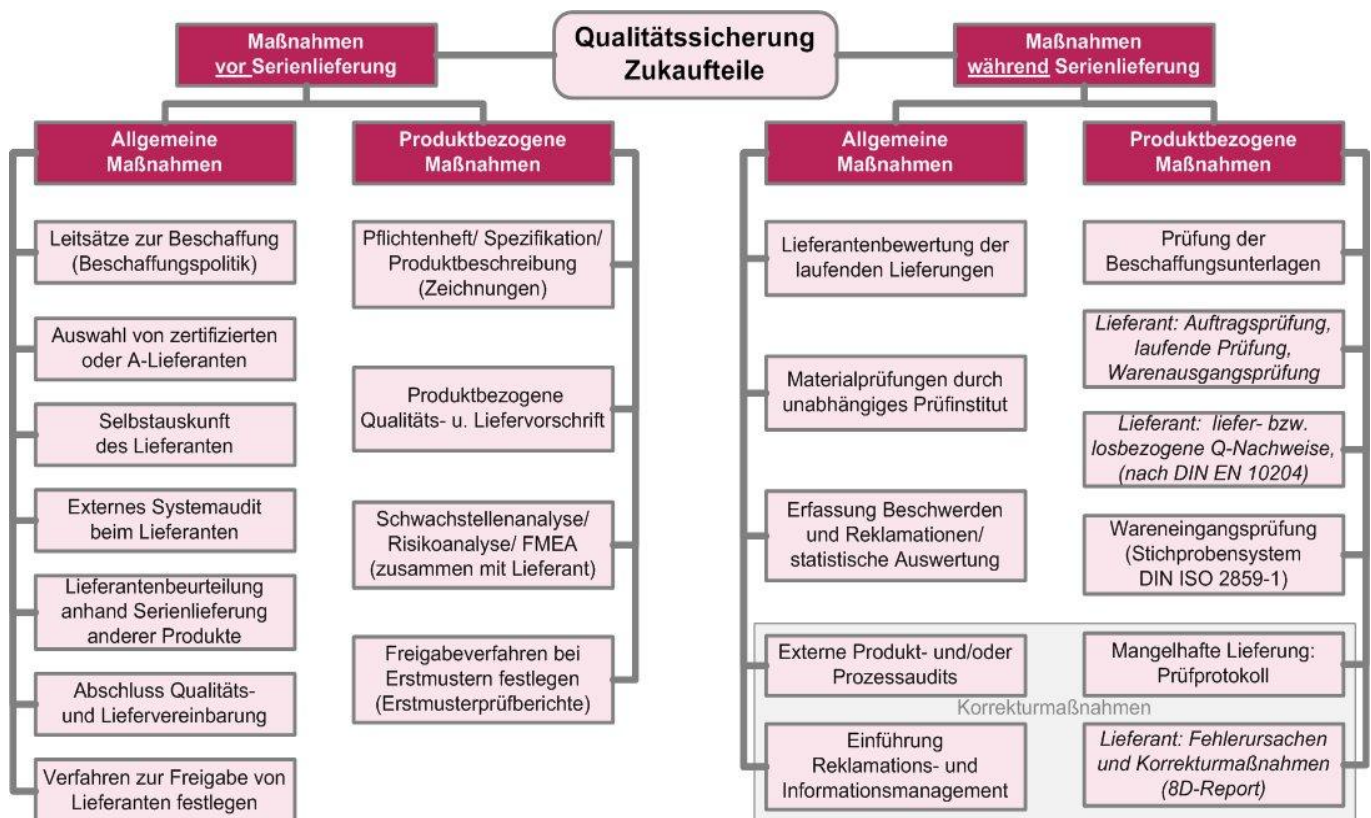 Qualitätssicherung
Zukaufteile
Maßnahmen
vor Serienlieferung
Allgemeine
Maßnahmen
Leitsätze zur Beschaffung
(Beschaffungspolitik)
Auswahl von zertifizierten
oder A-Lieferanten
Selbstauskunft
des Lieferanten
Externes Systemaudit
beim Lieferanten
Lieferantenbeurteilung
anhand Serienlieferung
anderer Produkte
Abschluss Qualitäts-
und Liefervereinbarung
Verfahren zur Freigabe von
Lieferanten festlegen
Produktbezogene
Maßnahmen
Pflichtenheft/ Spezifikation/
Produktbeschreibung
(Zeichnungen)
Produktbezogene
Qualitäts- u. Liefervorschrift
Schwachstellenanalyse/
Risikoanalyse/ FMEA
(zusammen mit Lieferant)
Freigabeverfahren bei
Erstmustern festlegen
(Erstmusterprüfberichte)
Maßnahmen
während Serienlieferung
Allgemeine
Maßnahmen
Lieferantenbewertung der
laufenden Lieferungen
Materialprüfungen durch
unabhängiges Prüfinstitut
Erfassung Beschwerden
und Reklamationen/
statistische Auswertung
Externe Produkt- und/oder
Prozessaudits
Einführung
Reklamations- und
Informationsmanagement
Produktbezogene
Maßnahmen
Prüfung der
Beschaffungsunterlagen
Lieferant: Auftragsprüfung,
laufende Prüfung,
Warenausgangsprüfung
Lieferant: liefer- bzw.
losbezogene Q-Nachweise,
(nach DIN EN 10204)
Wareneingangsprüfung
(Stichprobensystem
DIN ISO 2859-1)
Mangelhafte Lieferung:
Prüfprotokoll
Korrekturmaßnahmen
Lieferant: Fehlerursachen
und Korrekturmaßnahmen
(8D-Report)